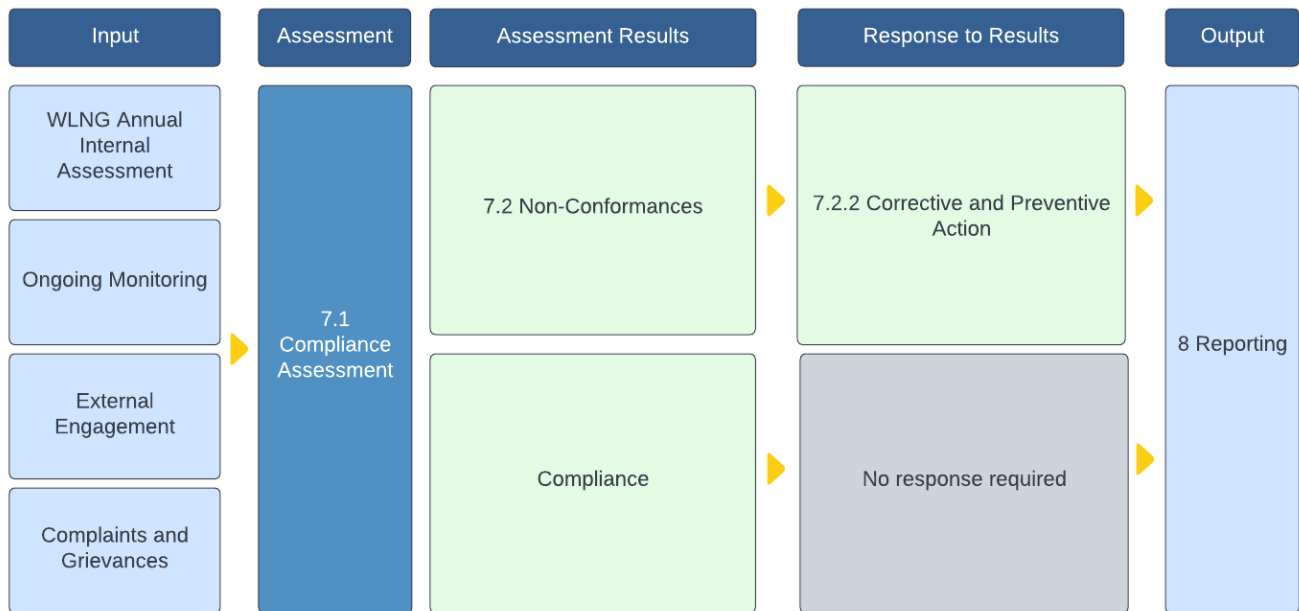 Input
Assessment
Assessment Results
Response to Results
Output
WLNG Annual
Internal
Assessment
Ongoing Monitoring
External
Engagement
Complaints and
Grievances
7.1
Compliance
Assessment
7.2 Non-Conformances
Compliance
7.2.2 Corrective and Preventive
Action
No response required
8 Reporting